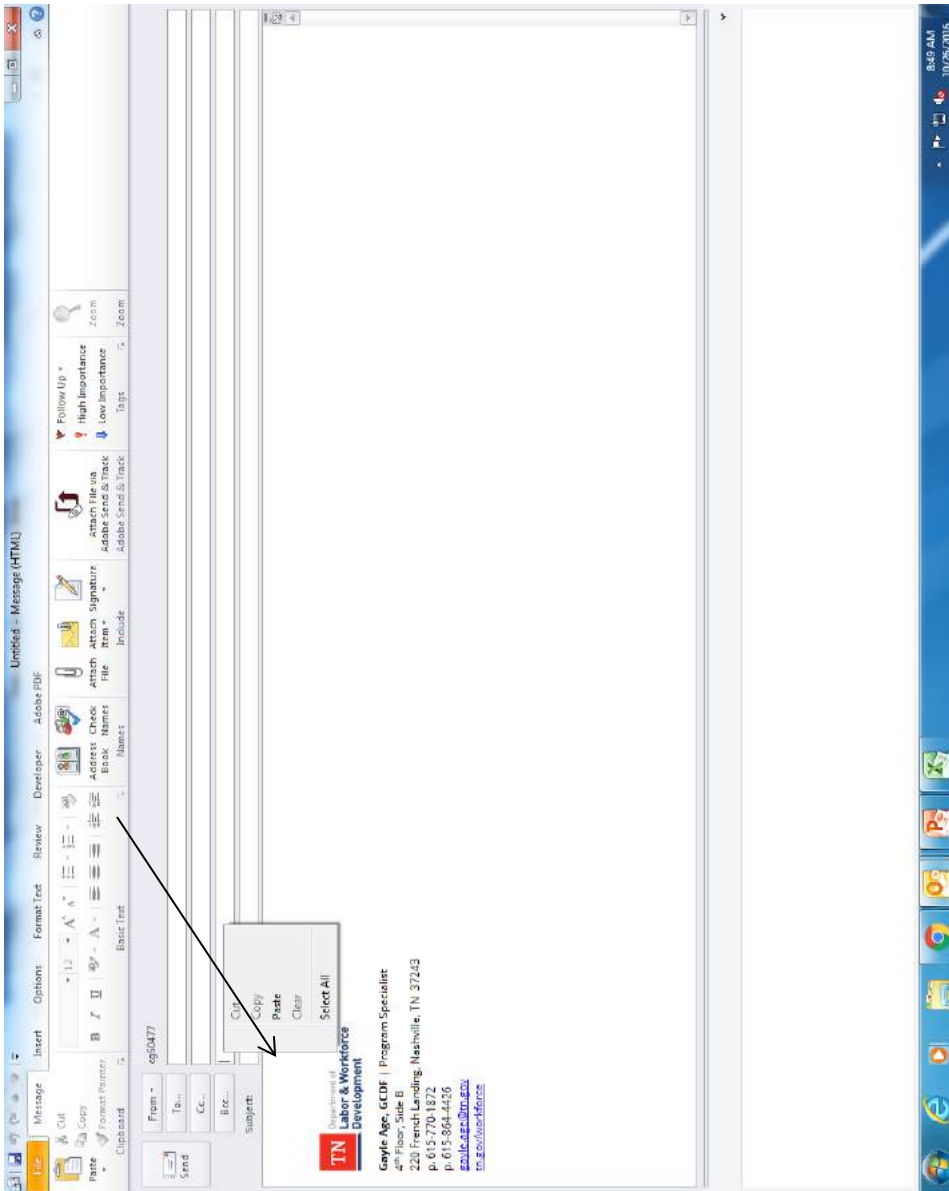 Untitled - Message (HTML)
File Message Insert Options Format Text Review Developer Adobe PDF
Paste
Cut
Copy
Format Painter
Clipboard
12
B I U
Basic Text
Address Book
Check Names
Names
Attach File
Attach Item
Signature
Include
Attach File via Adobe Send & Track
Adobe Send & Track
Follow Up
High Importance
Low Importance
Tags
Zoom
Zoom
Send
From
To...
Cc...
Bcc...
Subject:
Cut
Copy
Paste
Clear
Select All
TN
Department of
Labor & Workforce
Development
Gayle Age, GCDF | Program Specialist
4th Floor, Side B
220 French Landing, Nashville, TN 37243
p. 615-770-1872
p. 615-864-4426
gayle.age@tn.gov
tn.gov/workforce
8:49 AM
10/26/2016